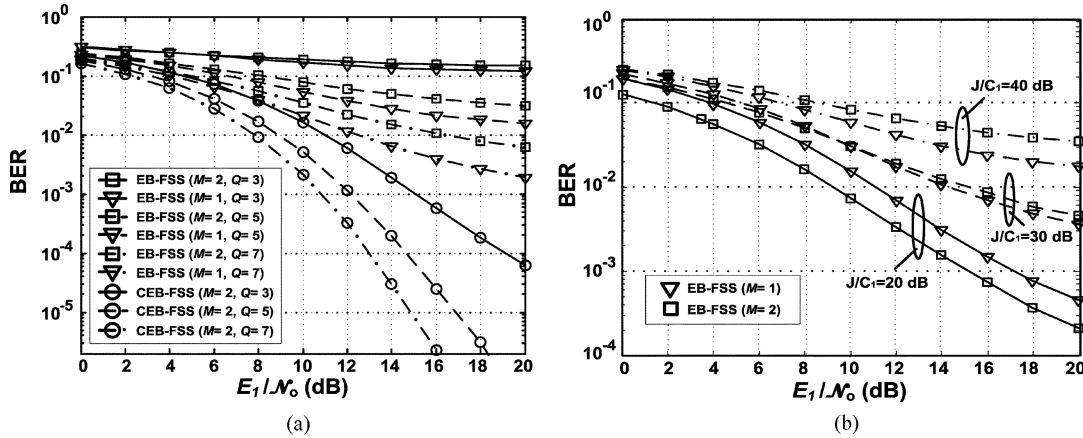 (a)
10^0
10^-1
10^-2
10^-3
10^-4
10^-5
BER
EB-FSS (M= 2, Q= 3)
EB-FSS (M= 1, Q= 3)
EB-FSS (M= 2, Q= 5)
EB-FSS (M= 1, Q= 5)
EB-FSS (M= 2, Q= 7)
EB-FSS (M= 1, Q= 7)
CEB-FSS (M= 2, Q= 3)
CEB-FSS (M= 2, Q= 5)
CEB-FSS (M= 2, Q= 7)
0 2 4 6 8 10 12 14 16 18 20
E1/𝒩o (dB)
(a)
(b)
10^0
10^-1
10^-2
10^-3
10^-4
BER
J/C1=40 dB
J/C1=30 dB
J/C1=20 dB
EB-FSS (M= 1)
EB-FSS (M= 2)
0 2 4 6 8 10 12 14 16 18 20
E1/𝒩o (dB)
(b)